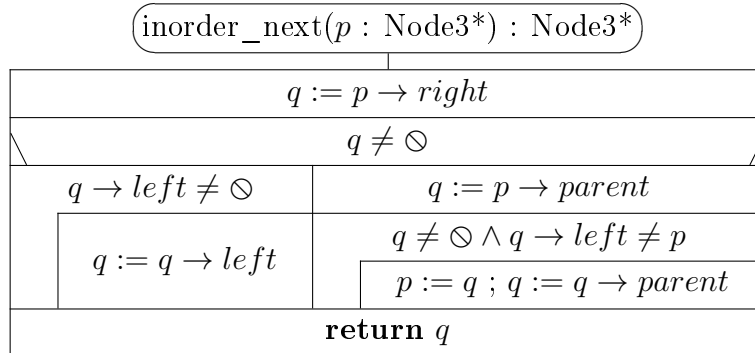 inorder_next(p : Node3*) : Node3*
q := p → right
q ≠ ⦸
q → left ≠ ⦸
q := p → parent
q := q → left
q ≠ ⦸ ∧ q → left ≠ p
p := q ; q := q → parent
return q